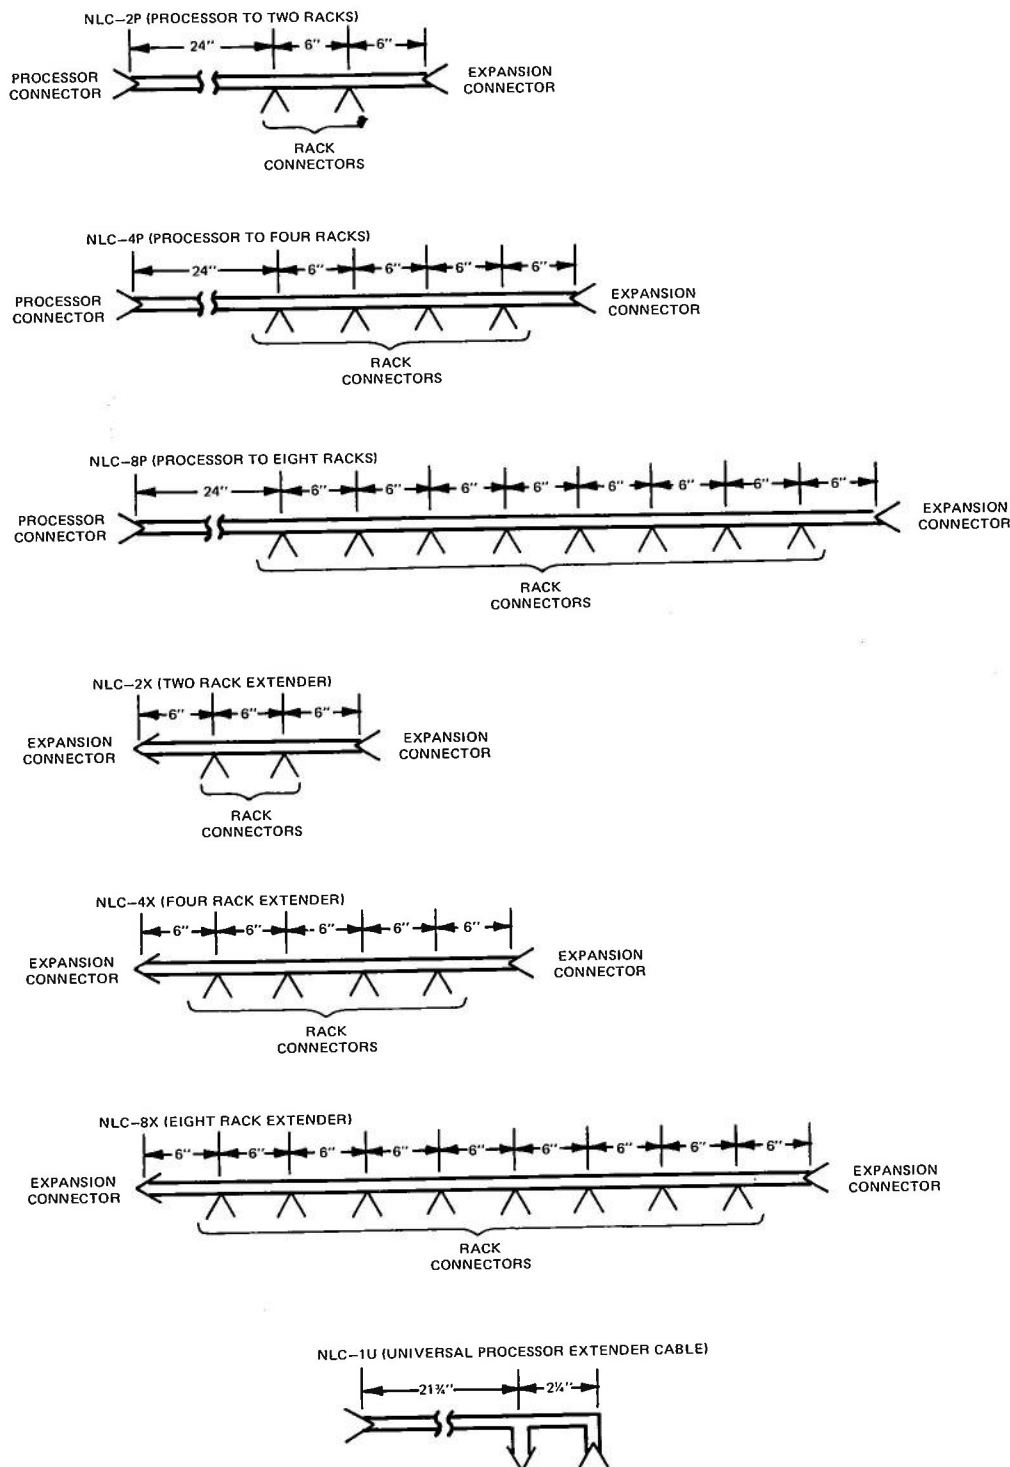 NLC-2P (PROCESSOR TO TWO RACKS)
24" 6" 6"
PROCESSOR CONNECTOR
EXPANSION CONNECTOR
RACK CONNECTORS
NLC-4P (PROCESSOR TO FOUR RACKS)
24" 6" 6" 6" 6"
PROCESSOR CONNECTOR
EXPANSION CONNECTOR
RACK CONNECTORS
NLC-8P (PROCESSOR TO EIGHT RACKS)
24" 6" 6" 6" 6" 6" 6" 6" 6"
PROCESSOR CONNECTOR
EXPANSION CONNECTOR
RACK CONNECTORS
NLC-2X (TWO RACK EXTENDER)
6" 6" 6"
EXPANSION CONNECTOR
EXPANSION CONNECTOR
RACK CONNECTORS
NLC-4X (FOUR RACK EXTENDER)
6" 6" 6" 6" 6"
EXPANSION CONNECTOR
EXPANSION CONNECTOR
RACK CONNECTORS
NLC-8X (EIGHT RACK EXTENDER)
6" 6" 6" 6" 6" 6" 6" 6" 6"
EXPANSION CONNECTOR
EXPANSION CONNECTOR
RACK CONNECTORS
NLC-1U (UNIVERSAL PROCESSOR EXTENDER CABLE)
21¾" 2¼"